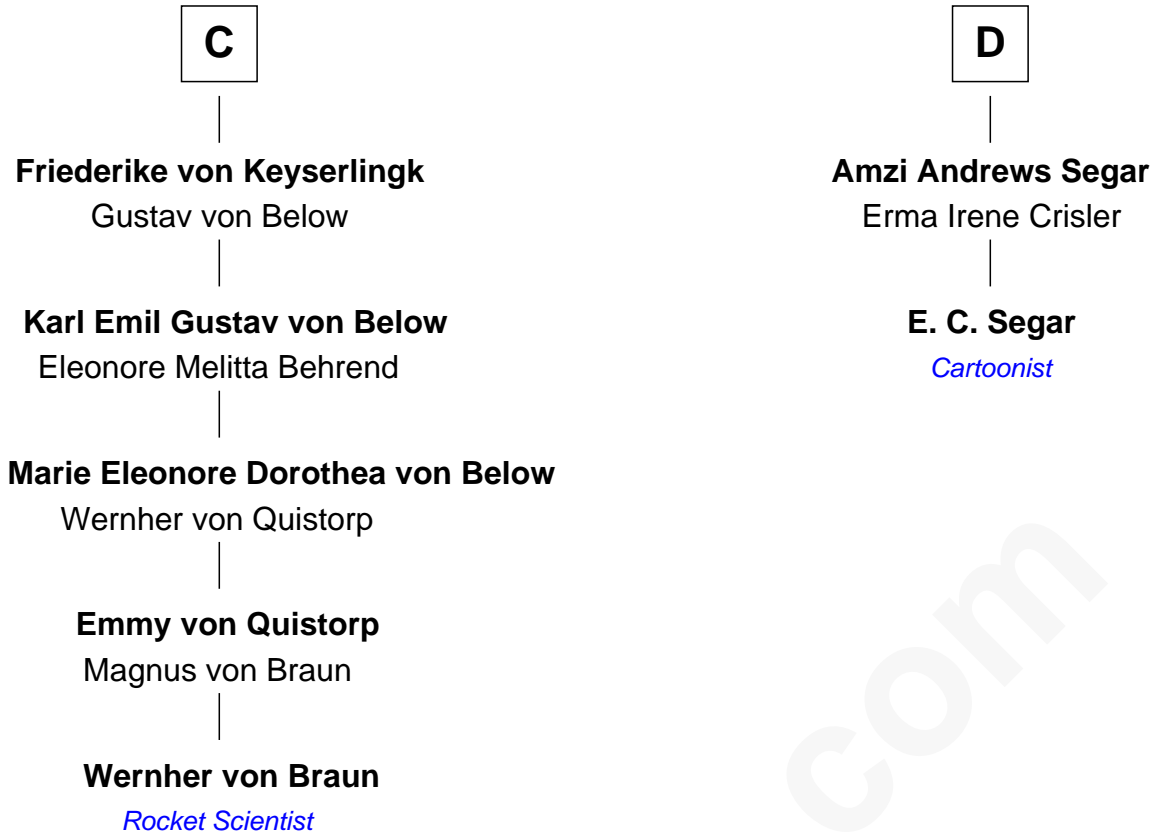 C
Friederike von Keyserlingk
Gustav von Below
Karl Emil Gustav von Below
Eleonore Melitta Behrend
Marie Eleonore Dorothea von Below
Wernher von Quistorp
Emmy von Quistorp
Magnus von Braun
Wernher von Braun
Rocket Scientist
D
Amzi Andrews Segar
Erma Irene Crisler
E. C. Segar
Cartoonist
com